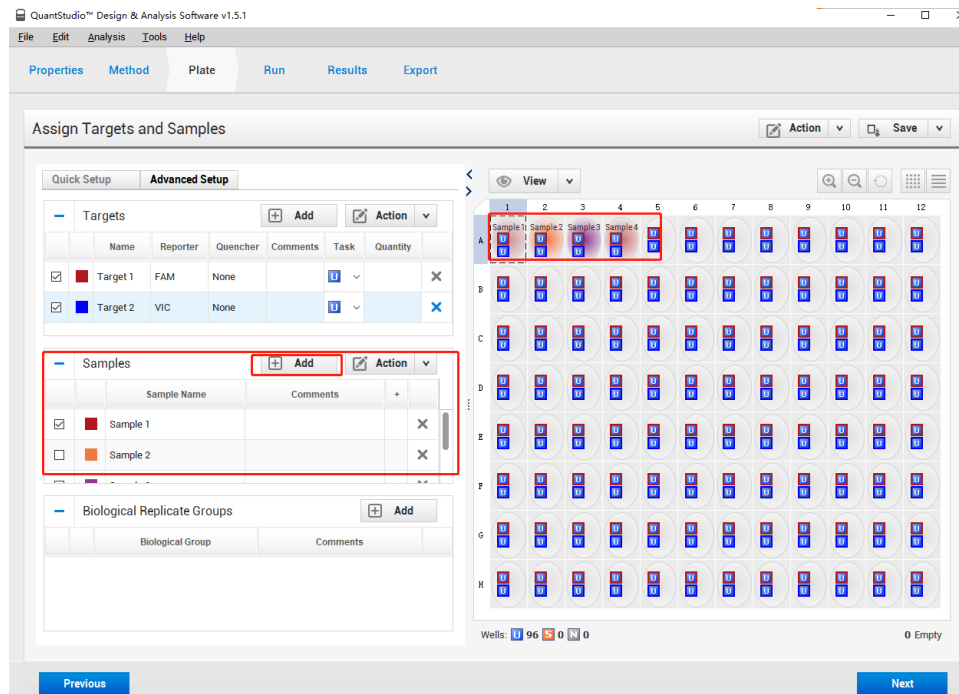 QuantStudio™ Design & Analysis Software v1.5.1
File Edit Analysis Tools Help
Properties Method Plate Run Results Export
Assign Targets and Samples
Action
Save
Quick Setup Advanced Setup
Targets
Add
Action
Name Reporter Quencher Comments Task Quantity
Target 1 FAM None U
Target 2 VIC None U
Samples
Add
Action
Sample Name Comments +
Sample 1
Sample 2
Biological Replicate Groups
Add
Biological Group Comments
View
1 2 3 4 5 6 7 8 9 10 11 12
Sample 1 Sample 2 Sample 3 Sample 4
A U U U U U U U U U U U U
U U U U U U U U U U U U
B U U U U U U U U U U U U
U U U U U U U U U U U U
C U U U U U U U U U U U U
U U U U U U U U U U U U
D U U U U U U U U U U U U
U U U U U U U U U U U U
E U U U U U U U U U U U U
U U U U U U U U U U U U
F U U U U U U U U U U U U
U U U U U U U U U U U U
G U U U U U U U U U U U U
U U U U U U U U U U U U
H U U U U U U U U U U U U
U U U U U U U U U U U U
Wells: U 96 S 0 N 0
0 Empty
Previous
Next